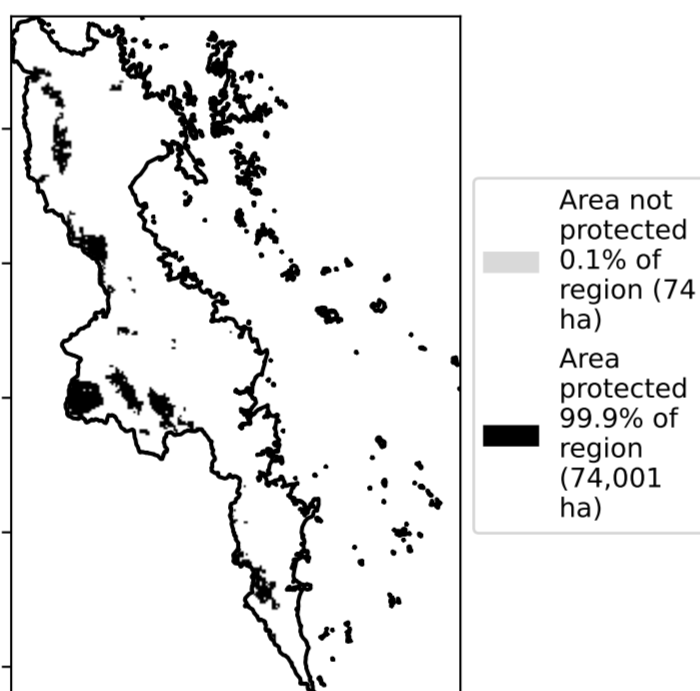 Area not
protected
0.1% of
region (74
ha)
Area
protected
99.9% of
region
(74,001
ha)